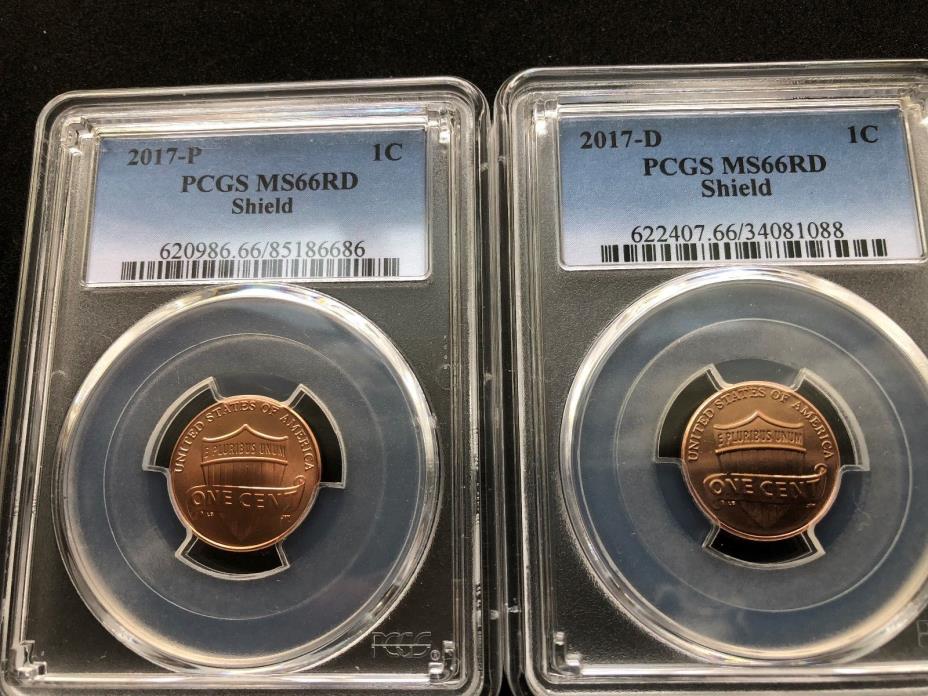 2017-P 1C
PCGS MS66RD
Shield
620986.66/85186686
UNITED STATES OF AMERICA
E PLURIBUS UNUM
ONE CENT
PCGS
2017-D 1C
PCGS MS66RD
Shield
622407.66/34081088
UNITED STATES OF AMERICA
E PLURIBUS UNUM
ONE CENT